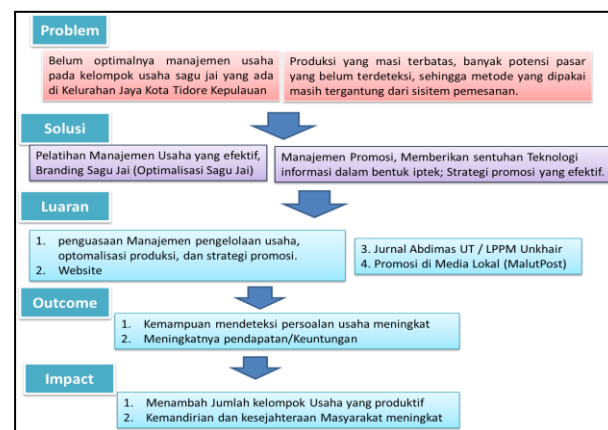 Problem
Belum optimalnya manajemen usaha
pada kelompok usaha sagu jai yang ada
di Kelurahan Jaya Kota Tidore Kepulauan
Produksi yang masi terbatas, banyak potensi pasar
yang belum terdeteksi, sehingga metode yang dipakai
masih tergantung dari sisitem pemesanan.
Solusi
Pelatihan Manajemen Usaha yang efektif,
Branding Sagu Jai (Optimalisasi Sagu Jai)
Manajemen Promosi, Memberikan sentuhan Teknologi
informasi dalam bentuk iptek; Strategi promosi yang efektif.
Luaran
1. penguasaan Manajemen pengelolaan usaha,
optomalisasi produksi, dan strategi promosi.
2. Website
3. Jurnal Abdimas UT / LPPM Unkhair
4. Promosi di Media Lokal (MalutPost)
Outcome
1. Kemampuan mendeteksi persoalan usaha meningkat
2. Meningkatnya pendapatan/Keuntungan
Impact
1. Menambah Jumlah kelompok Usaha yang produktif
2. Kemandirian dan kesejahteraan Masyarakat meningkat